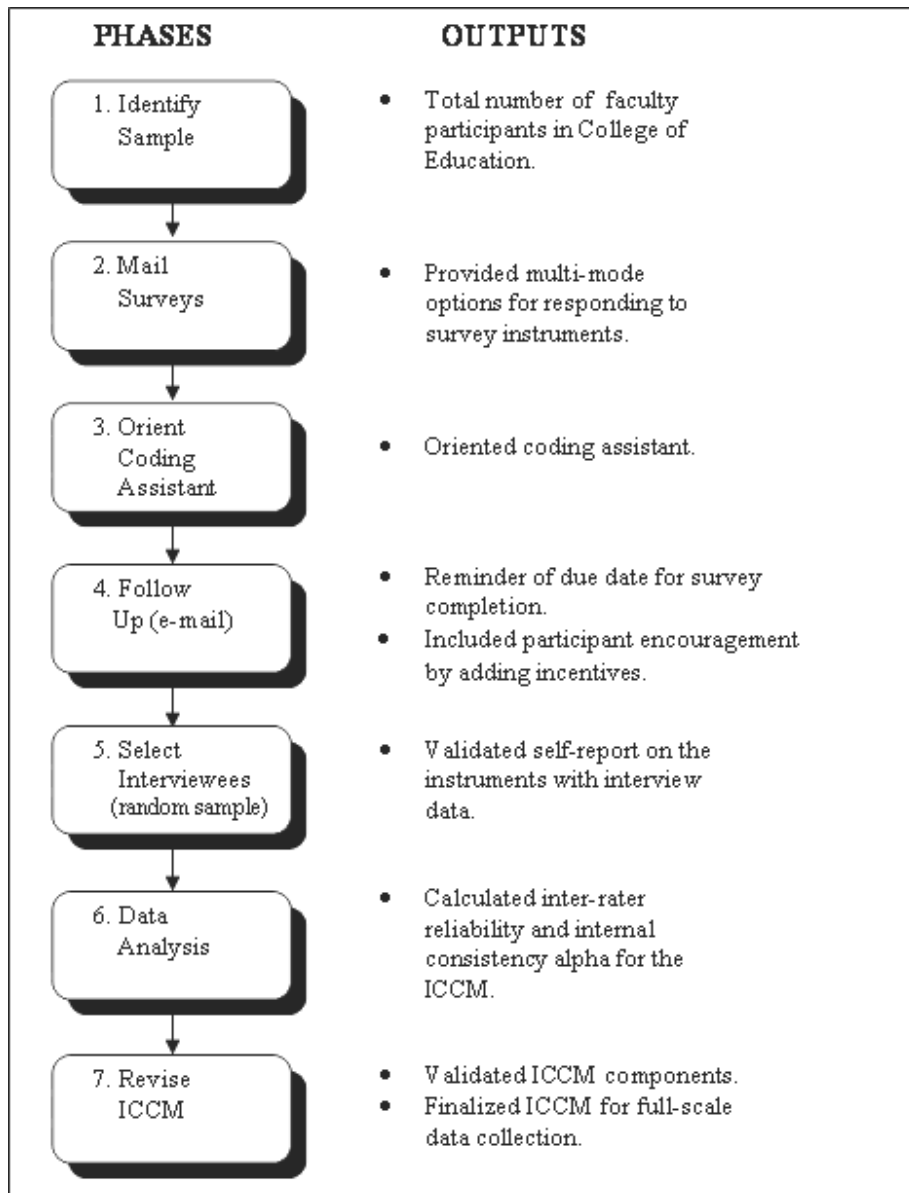 PHASES OUTPUTS
1. Identify
Sample
• Total number of faculty
participants in College of
Education.
2. Mail
Surveys
• Provided multi-mode
options for responding to
survey instruments.
3. Orient
Coding
Assistant
• Oriented coding assistant.
4. Follow
Up (e-mail)
• Reminder of due date for survey
completion.
• Included participant encouragement
by adding incentives.
5. Select
Interviewees
(random sample)
• Validated self-report on the
instruments with interview
data.
6. Data
Analysis
• Calculated inter-rater
reliability and internal
consistency alpha for the
ICCM.
7. Revise
ICCM
• Validated ICCM components.
• Finalized ICCM for full-scale
data collection.